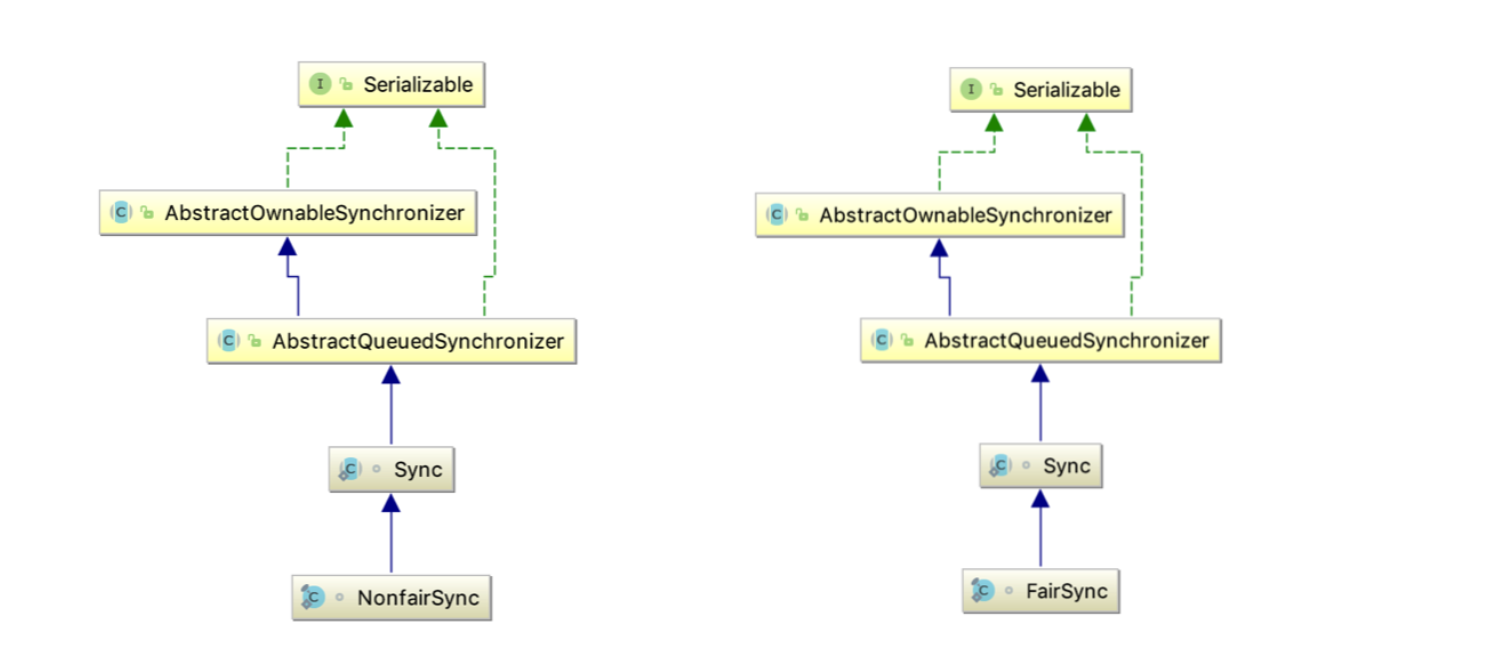 I Serializable
C AbstractOwnableSynchronizer
C AbstractQueuedSynchronizer
C Sync
C NonfairSync
I Serializable
C AbstractOwnableSynchronizer
C AbstractQueuedSynchronizer
C Sync
C FairSync